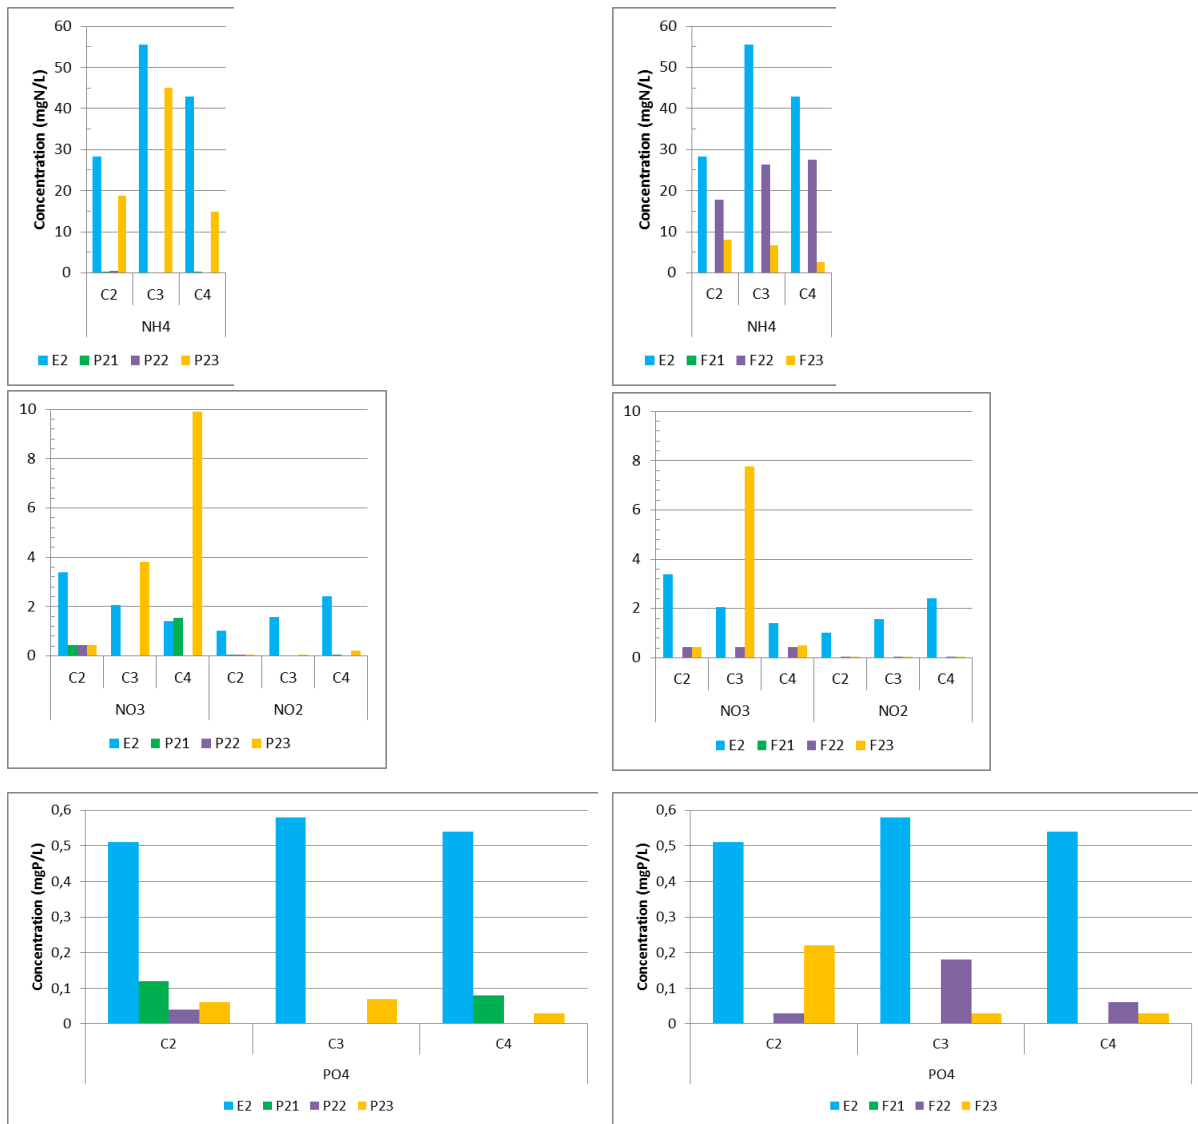 60
50
40
30
20
10
0
Concentration (mgN/L)
C2 C3 C4
NH4
E2 P21 P22 P23
60
50
40
30
20
10
0
Concentration (mgN/L)
C2 C3 C4
NH4
E2 F21 F22 F23
10
8
6
4
2
0
C2 C3 C4 C2 C3 C4
NO3 NO2
E2 P21 P22 P23
10
8
6
4
2
0
C2 C3 C4 C2 C3 C4
NO3 NO2
E2 F21 F22 F23
0,6
0,5
0,4
0,3
0,2
0,1
0
Concentration (mgP/L)
C2 C3 C4
PO4
E2 P21 P22 P23
0,6
0,5
0,4
0,3
0,2
0,1
0
Concentration (mgP/L)
C2 C3 C4
PO4
E2 F21 F22 F23